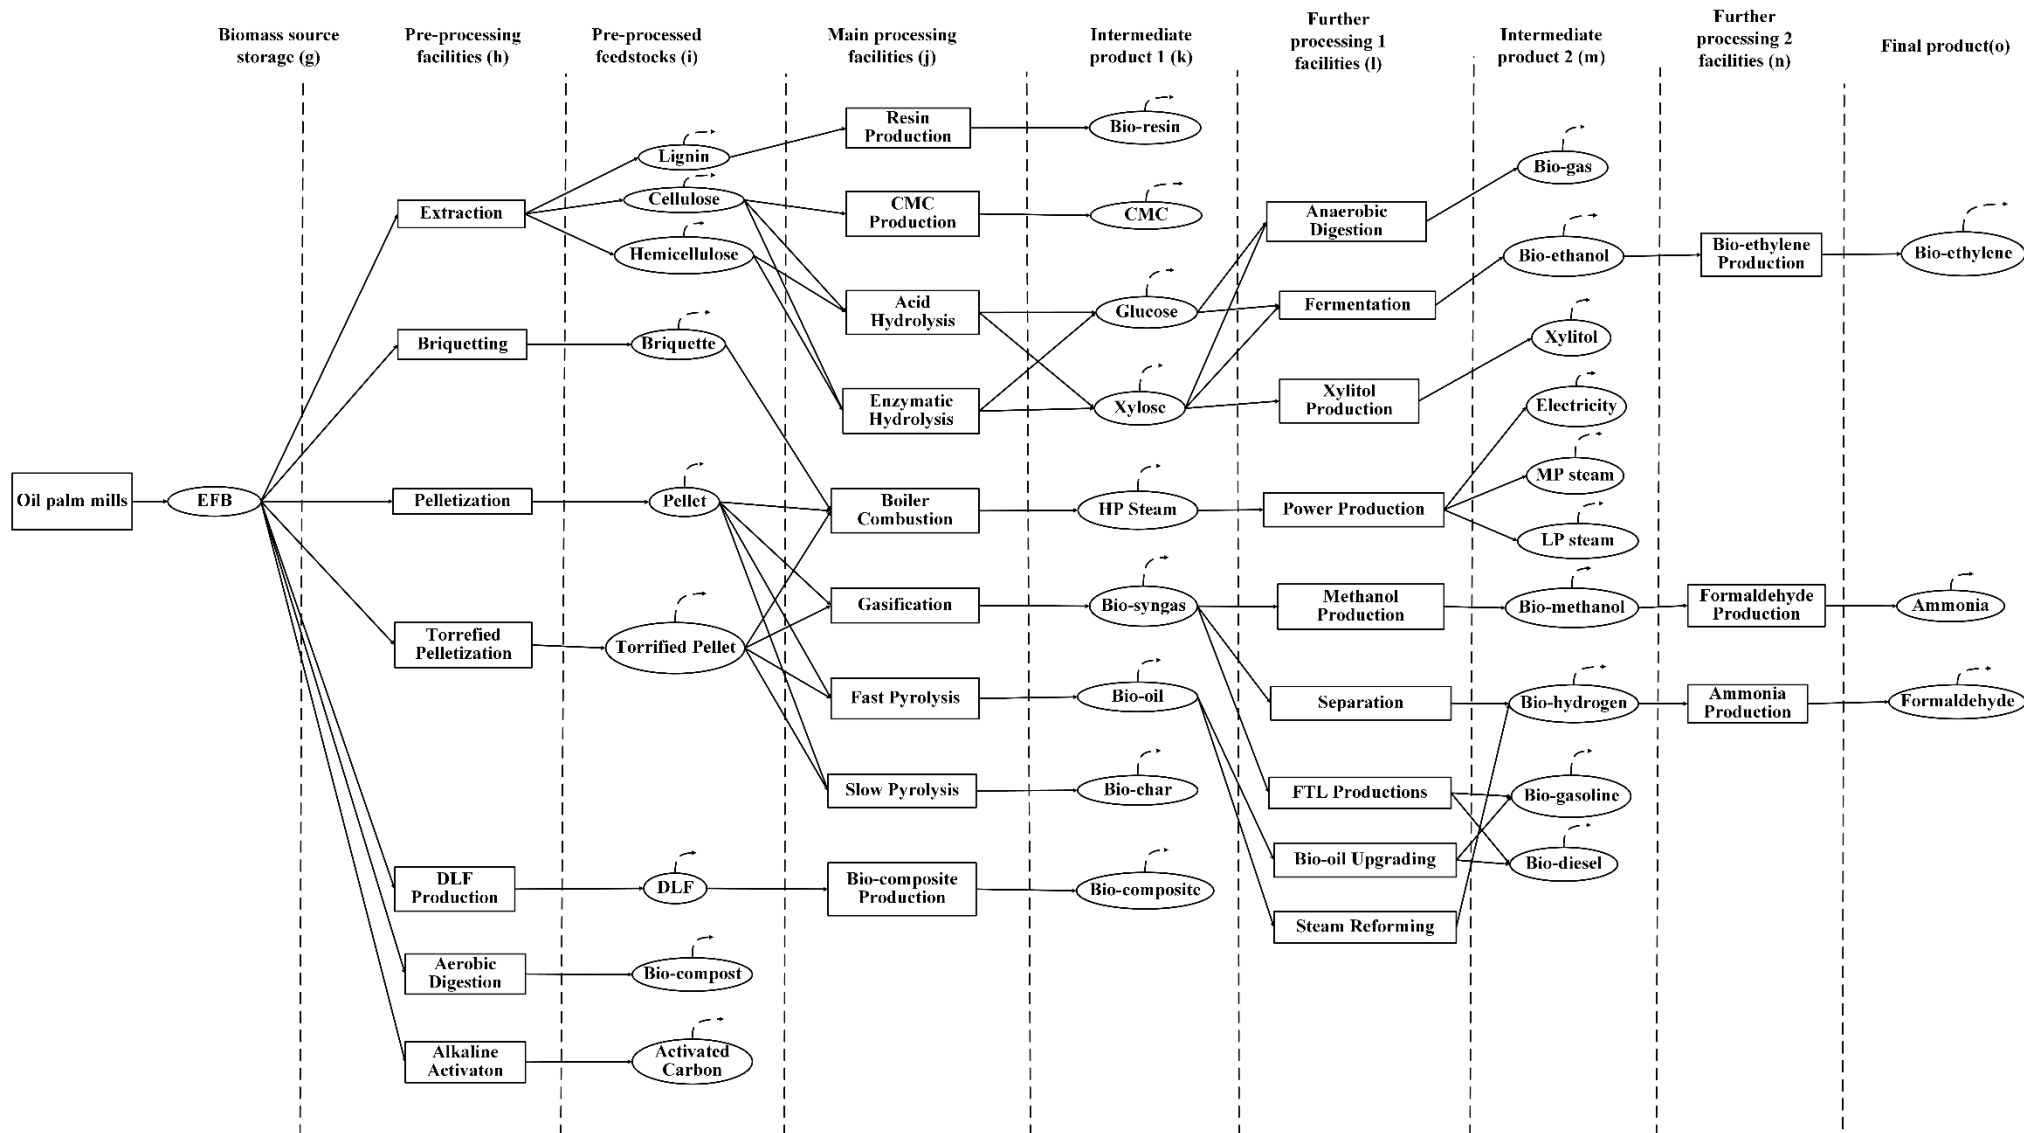 Biomass source
storage (g)
Pre-processing
facilities (h)
Pre-processed
feedstocks (i)
Main processing
facilities (j)
Intermediate
product 1 (k)
Further
processing 1
facilities (l)
Intermediate
product 2 (m)
Further
processing 2
facilities (n)
Final product(o)
Oil palm mills
EFB
Extraction
Briquetting
Pelletization
Torrefied
Pelletization
DLF
Production
Aerobic
Digestion
Alkaline
Activaton
Lignin
Cellulose
Hemicellulose
Briquette
Pellet
Torrified Pellet
DLF
Bio-compost
Activated
Carbon
Resin
Production
CMC
Production
Acid
Hydrolysis
Enzymatic
Hydrolysis
Boiler
Combustion
Gasification
Fast Pyrolysis
Slow Pyrolysis
Bio-composite
Production
Bio-resin
CMC
Glucose
Xylose
HP Steam
Bio-syngas
Bio-oil
Bio-char
Bio-composite
Anaerobic
Digestion
Fermentation
Xylitol
Production
Power Production
Methanol
Production
Separation
FTL Productions
Bio-oil Upgrading
Steam Reforming
Bio-gas
Bio-ethanol
Xylitol
Electricity
MP steam
LP steam
Bio-methanol
Bio-hydrogen
Bio-gasoline
Bio-diesel
Bio-ethylene
Production
Formaldehyde
Production
Ammonia
Production
Bio-ethylene
Ammonia
Formaldehyde